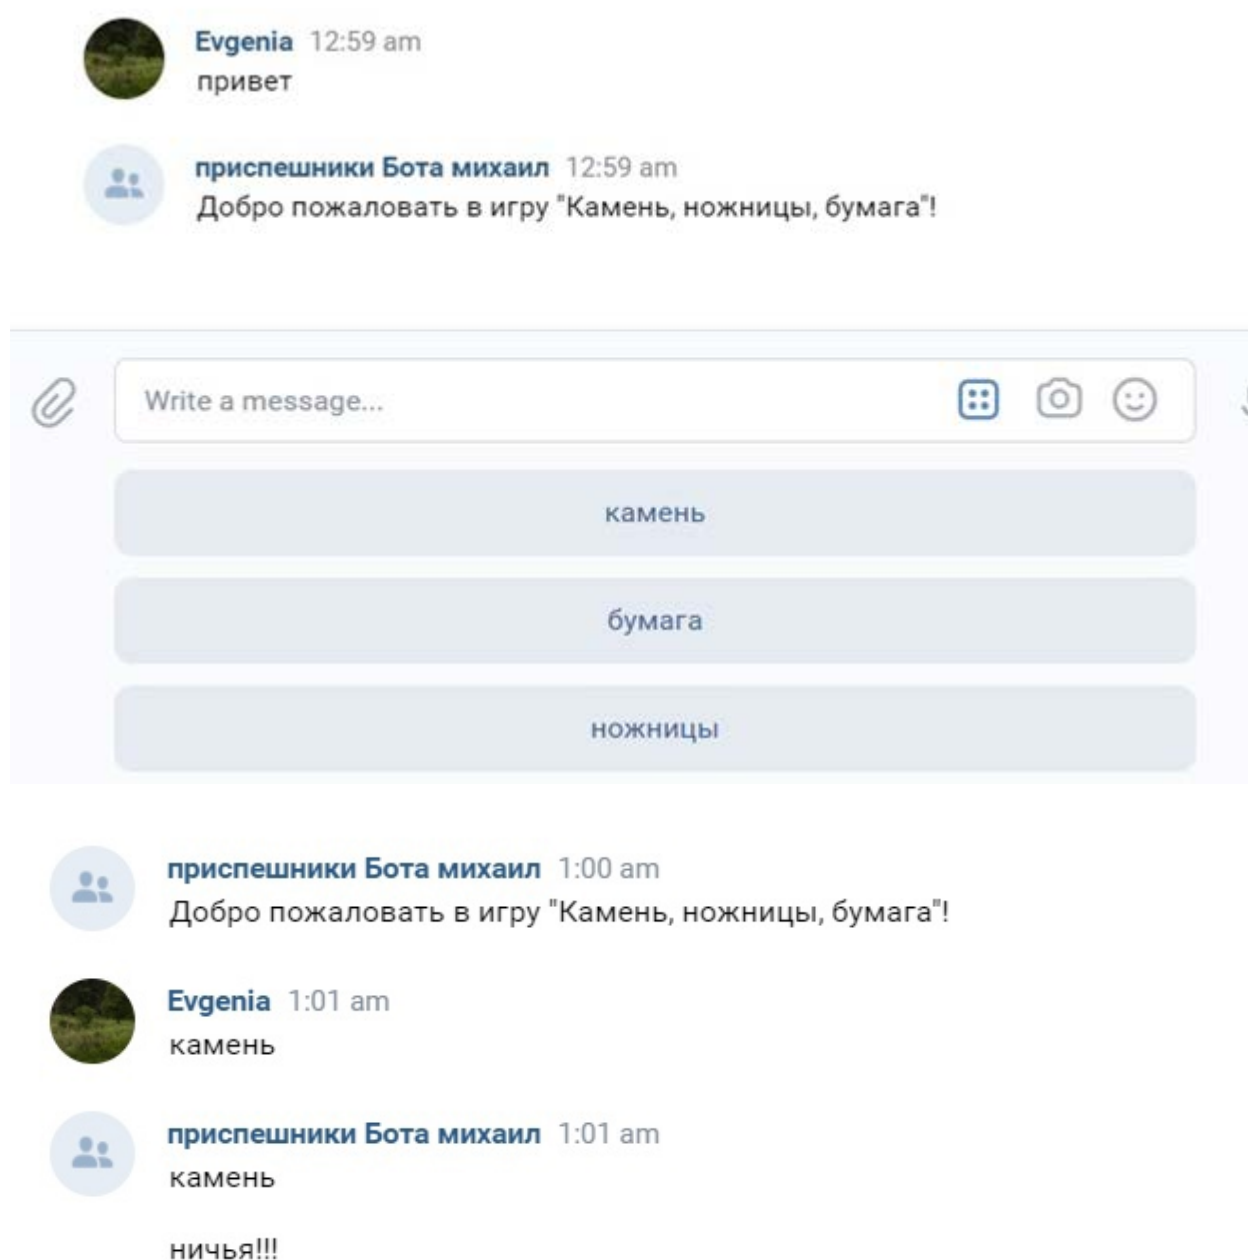 Evgenia 12:59 am
привет
приспешники Бота михаил 12:59 am
Добро пожаловать в игру "Камень, ножницы, бумага"!
Write a message...
камень
бумага
ножницы
приспешники Бота михаил 1:00 am
Добро пожаловать в игру "Камень, ножницы, бумага"!
Evgenia 1:01 am
камень
приспешники Бота михаил 1:01 am
камень
ничья!!!